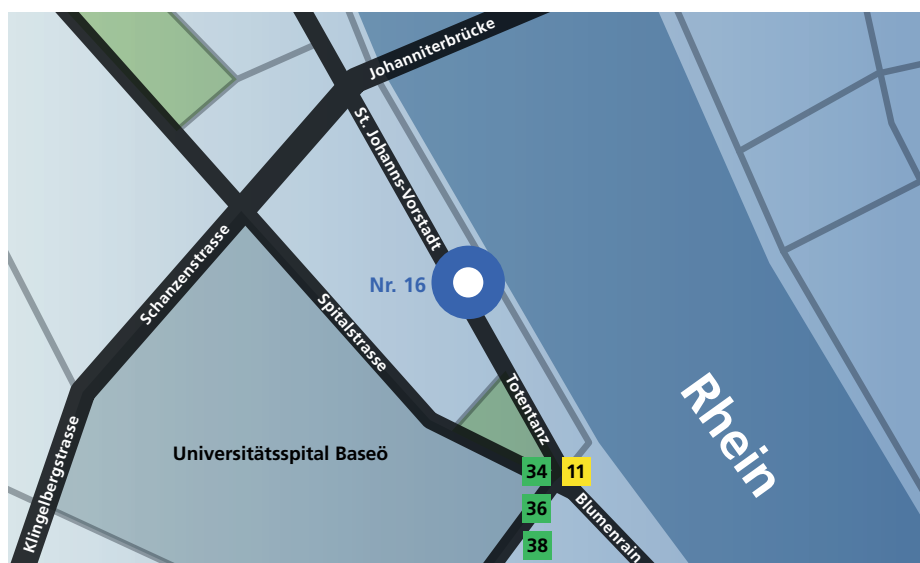 Johanniterbrücke
St. Johanns-Vorstadt
Schanzenstrasse
Nr. 16
Spitalstrasse
Totentanz
Rhein
Universitätsspital Baseö
Klingelbergstrasse
34 11
36
38
Blumenrain